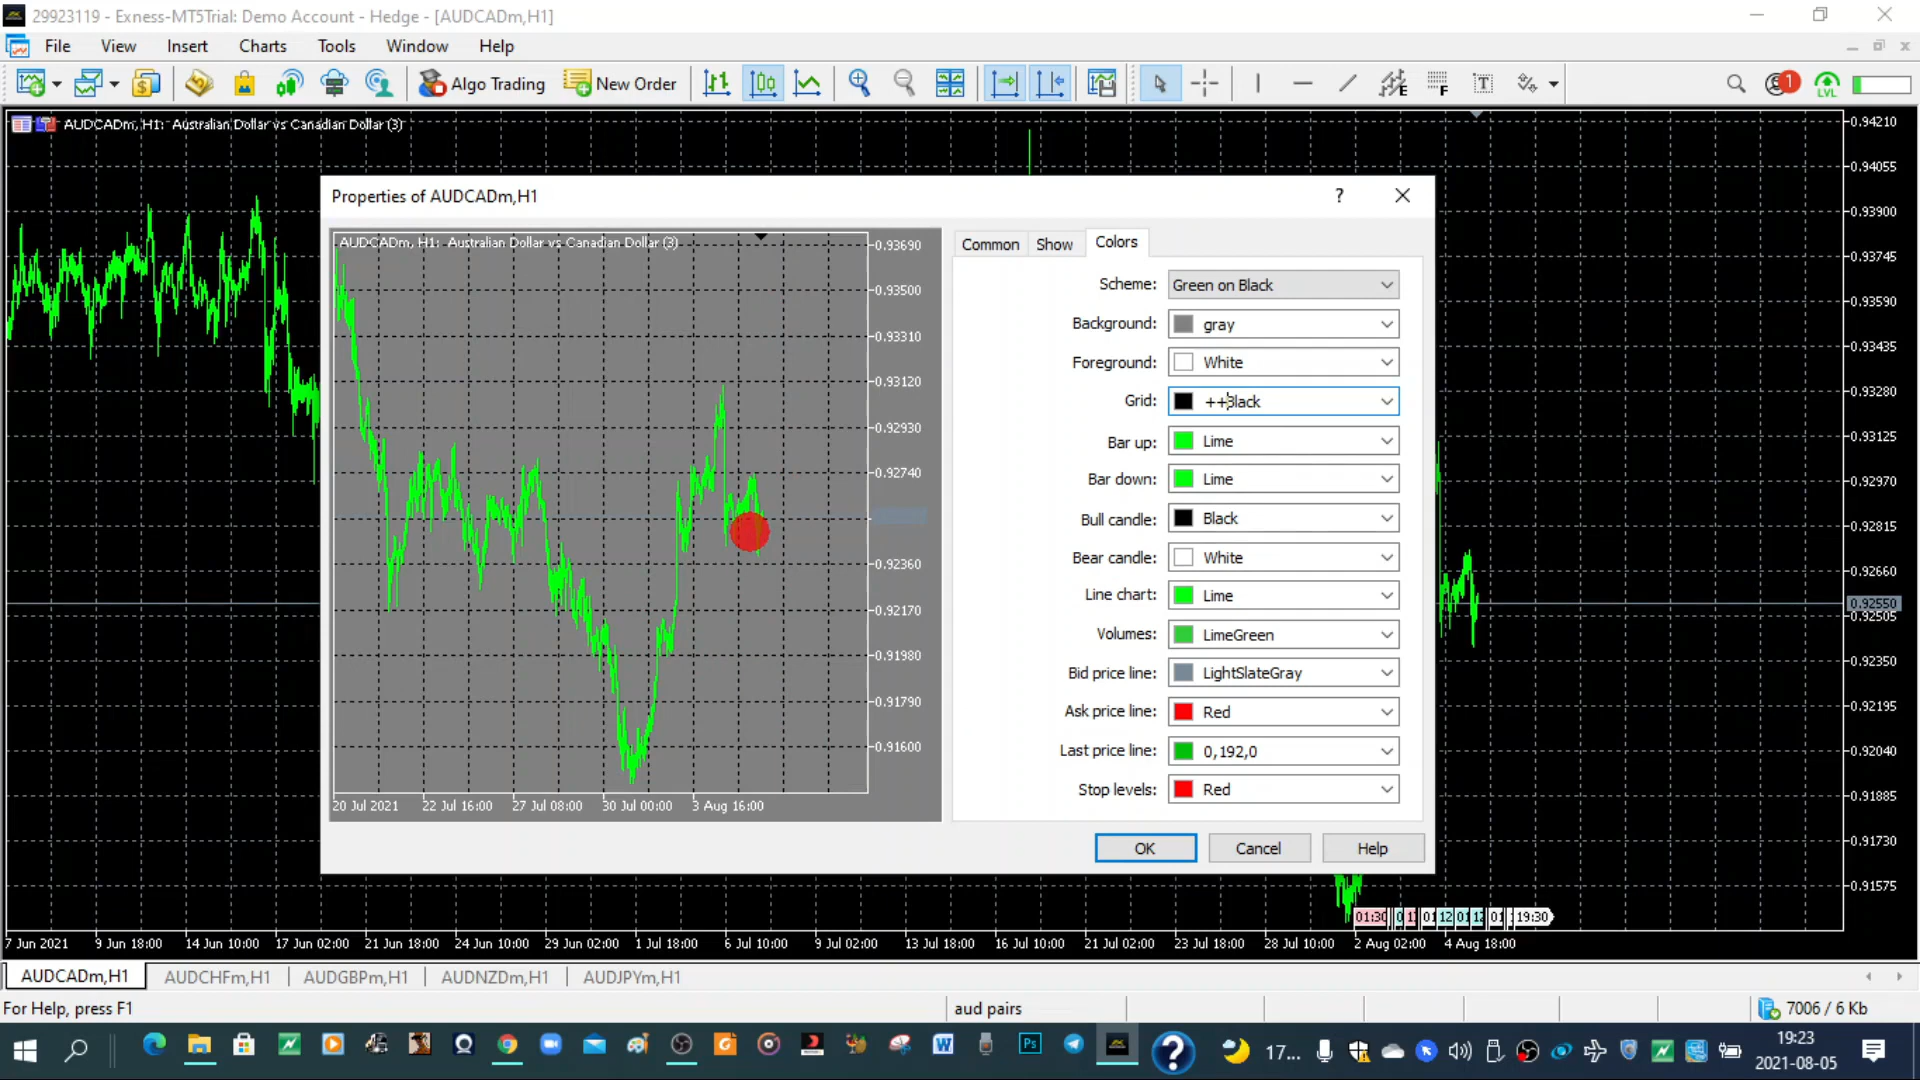 29923119 - Exness-MT5Trial: Demo Account - Hedge - [AUDCADm,H1]
File View Insert Charts Tools Window Help
Algo Trading New Order E F T 1 LVL
AUDCADm, H1: Australian Dollar vs Canadian Dollar (3)
0.94210
0.94055
0.93900
0.93745
0.93590
0.93435
0.93280
0.93125
0.92970
0.92815
0.92660
0.92550
0.92505
0.92350
0.92195
0.92040
0.91885
0.91730
0.91575
Properties of AUDCADm,H1 ?
AUDCADm, H1: Australian Dollar vs Canadian Dollar (3)
0.93690
0.93500
0.93310
0.93120
0.92930
0.92740
0.92360
0.92170
0.91980
0.91790
0.91600
20 Jul 2021 22 Jul 16:00 27 Jul 08:00 30 Jul 00:00 3 Aug 16:00
Common Show Colors
Scheme: Green on Black
Background: gray
Foreground: White
Grid: ++Black
Bar up: Lime
Bar down: Lime
Bull candle: Black
Bear candle: White
Line chart: Lime
Volumes: LimeGreen
Bid price line: LightSlateGray
Ask price line: Red
Last price line: 0,192,0
Stop levels: Red
OK Cancel Help
01:30 01 12 01 12 01 19:30
7 Jun 2021 9 Jun 18:00 14 Jun 10:00 17 Jun 02:00 21 Jun 18:00 24 Jun 10:00 29 Jun 02:00 1 Jul 18:00 6 Jul 10:00 9 Jul 02:00 13 Jul 18:00 16 Jul 10:00 21 Jul 02:00 23 Jul 18:00 28 Jul 10:00 2 Aug 02:00 4 Aug 18:00
AUDCADm,H1 AUDCHFm,H1 AUDGBPm,H1 AUDNZDm,H1 AUDJPYm,H1
For Help, press F1 aud pairs 7006 / 6 Kb
W Ps ? 17... 19:23
2021-08-05